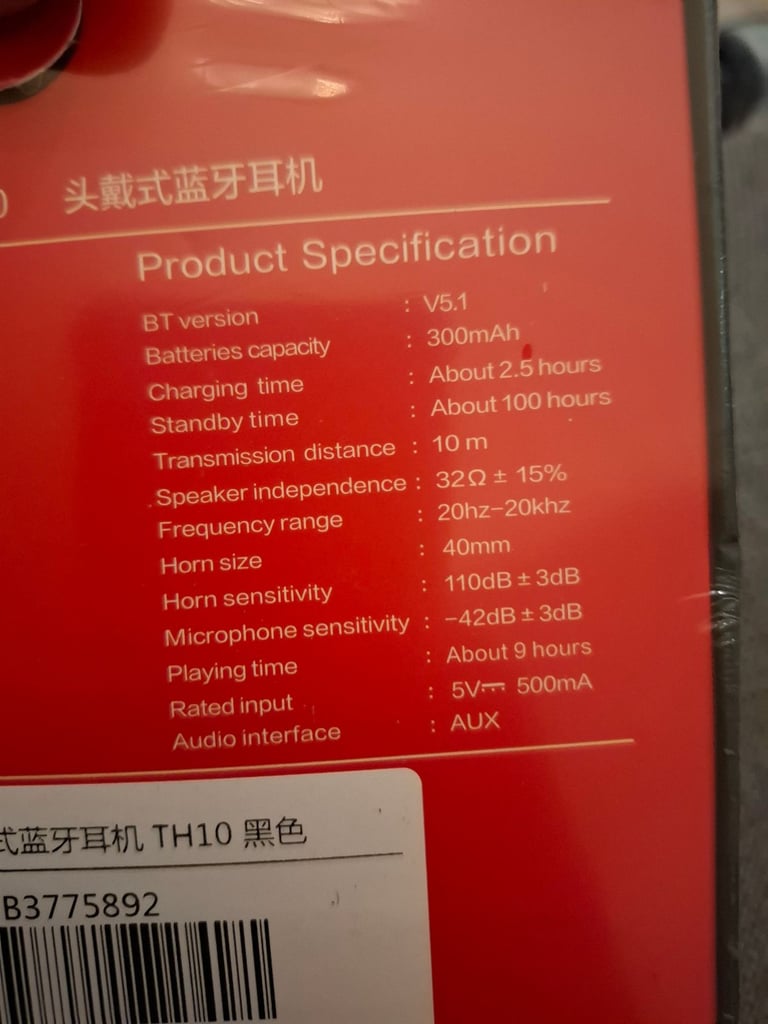 0 头戴式蓝牙耳机
Product Specification
BT version : V5.1
Batteries capacity : 300mAh
Charging time : About 2.5 hours
Standby time : About 100 hours
Transmission distance : 10 m
Speaker independence : 32Ω ± 15%
Frequency range : 20hz-20khz
Horn size : 40mm
Horn sensitivity : 110dB ± 3dB
Microphone sensitivity : -42dB ± 3dB
Playing time : About 9 hours
Rated input : 5V⎓ 500mA
Audio interface : AUX
式蓝牙耳机 TH10 黑色
B3775892